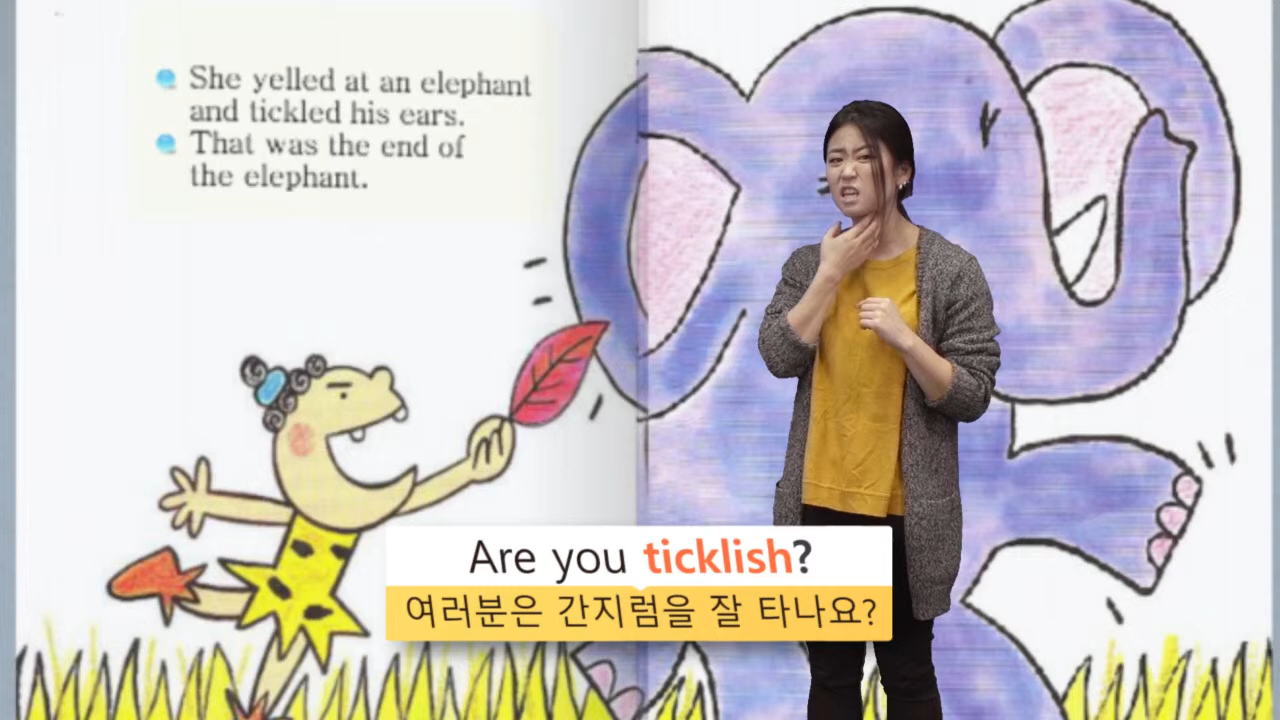 She yelled at an elephant
and tickled his ears.
That was the end of
the elephant.
Are you ticklish?
여러분은 간지럼을 잘 타나요?